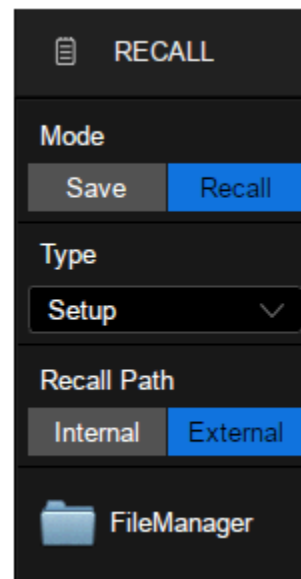 RECALL
Mode
Save Recall
Type
Setup
Recall Path
Internal External
FileManager